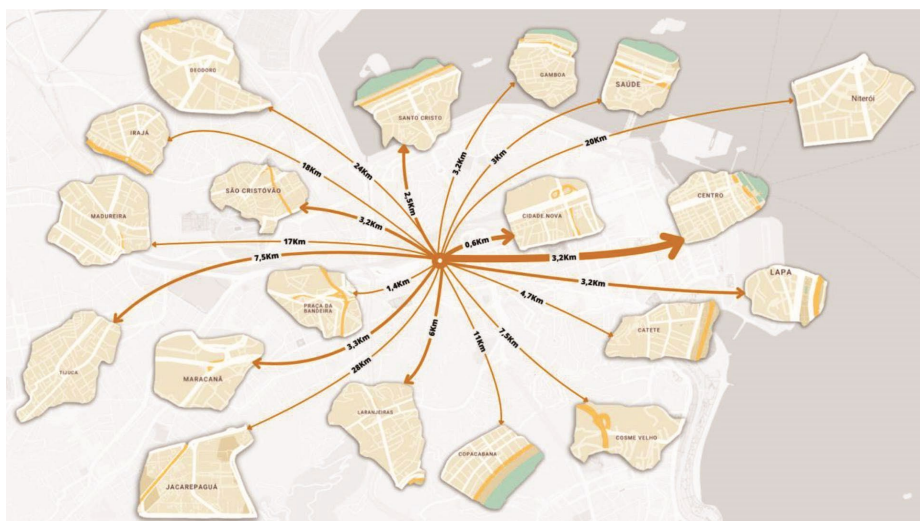 DEODORO
GAMBOA
SAÚDE
Niterói
SANTO CRISTO
IRAJÁ
3,2Km
3Km
20Km
18Km
24Km
SÃO CRISTOVÃO
2,5Km
CENTRO
MADUREIRA
3,2Km
CIDADE NOVA
17Km
0,6Km
7,5Km
3,2Km
LAPA
1,4Km
3,2Km
4,7Km
PRAÇA DA
BANDEIRA
6Km
CATETE
3,3Km
11Km
7,5Km
28Km
TIJUCA
MARACANÃ
LARANJEIRAS
COSME VELHO
COPACABANA
JACAREPAGUÁ